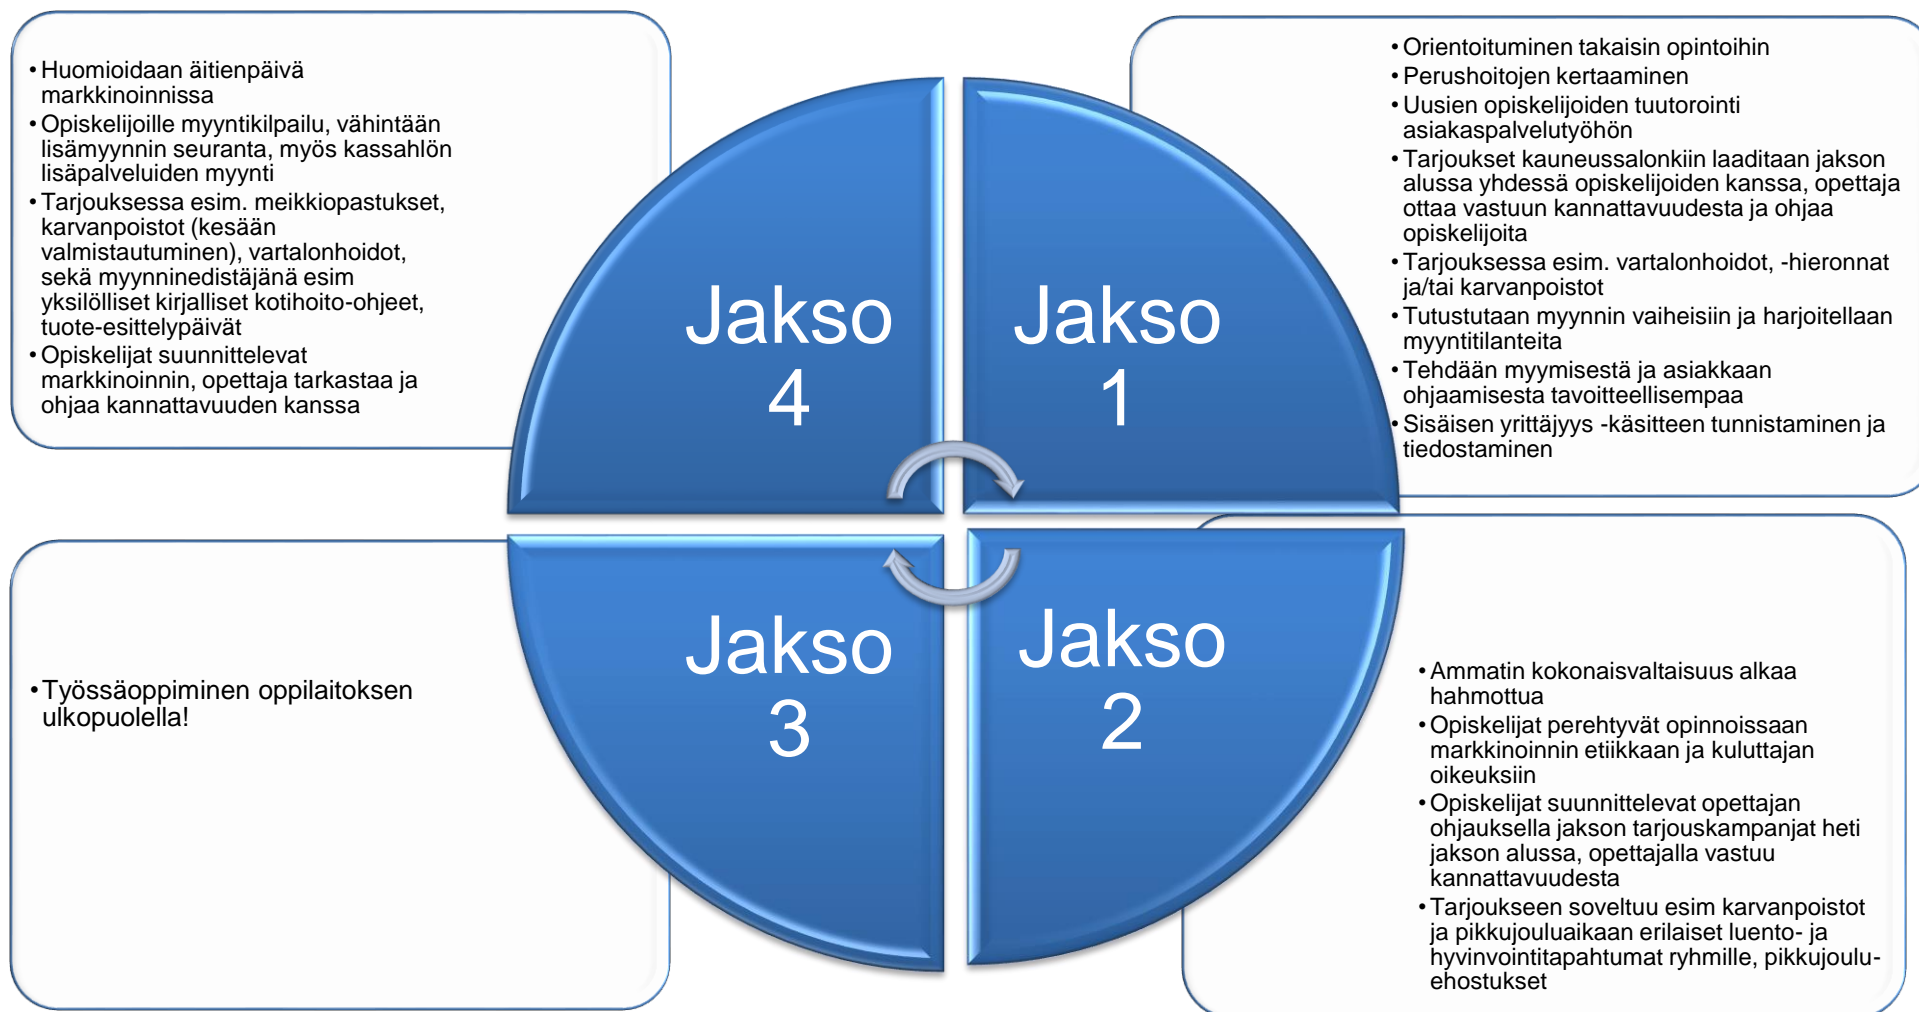 • Huomioidaan äitienpäivä
markkinoinnissa
• Opiskelijoille myyntikilpailu, vähintään
lisämyynnin seuranta, myös kassahlön
lisäpalveluiden myynti
• Tarjouksessa esim. meikkiopastukset,
karvanpoistot (kesään
valmistautuminen), vartalonhoidot,
sekä myynninedistäjänä esim
yksilölliset kirjalliset kotihoito-ohjeet,
tuote-esittelypäivät
• Opiskelijat suunnittelevat
markkinoinnin, opettaja tarkastaa ja
ohjaa kannattavuuden kanssa
Jakso
4
Jakso
1
• Orientoituminen takaisin opintoihin
• Perushoitojen kertaaminen
• Uusien opiskelijoiden tuutorointi
asiakaspalvelutyöhön
• Tarjoukset kauneussalonkiin laaditaan jakson
alussa yhdessä opiskelijoiden kanssa, opettaja
ottaa vastuun kannattavuudesta ja ohjaa
opiskelijoita
• Tarjouksessa esim. vartalonhoidot, -hieronnat
ja/tai karvanpoistot
• Tutustutaan myynnin vaiheisiin ja harjoitellaan
myyntitilanteita
• Tehdään myymisestä ja asiakkaan
ohjaamisesta tavoitteellisempaa
• Sisäisen yrittäjyys -käsitteen tunnistaminen ja
tiedostaminen
• Työssäoppiminen oppilaitoksen
ulkopuolella!
Jakso
3
Jakso
2
• Ammatin kokonaisvaltaisuus alkaa
hahmottua
• Opiskelijat perehtyvät opinnoissaan
markkinoinnin etiikkaan ja kuluttajan
oikeuksiin
• Opiskelijat suunnittelevat opettajan
ohjauksella jakson tarjouskampanjat heti
jakson alussa, opettajalla vastuu
kannattavuudesta
• Tarjoukseen soveltuu esim karvanpoistot
ja pikkujouluaikaan erilaiset luento- ja
hyvinvointitapahtumat ryhmille, pikkujoulu-
ehostukset